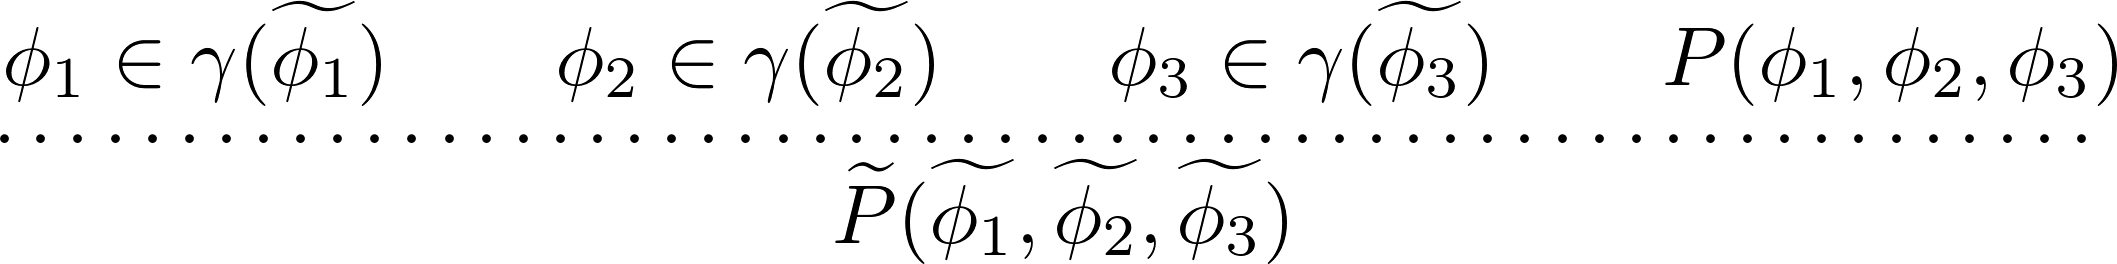 ϕ₁ ∈ γ(ϕ̃₁) ϕ₂ ∈ γ(ϕ̃₂) ϕ₃ ∈ γ(ϕ̃₃) P(ϕ₁, ϕ₂, ϕ₃)
P̃(ϕ̃₁, ϕ̃₂, ϕ̃₃)